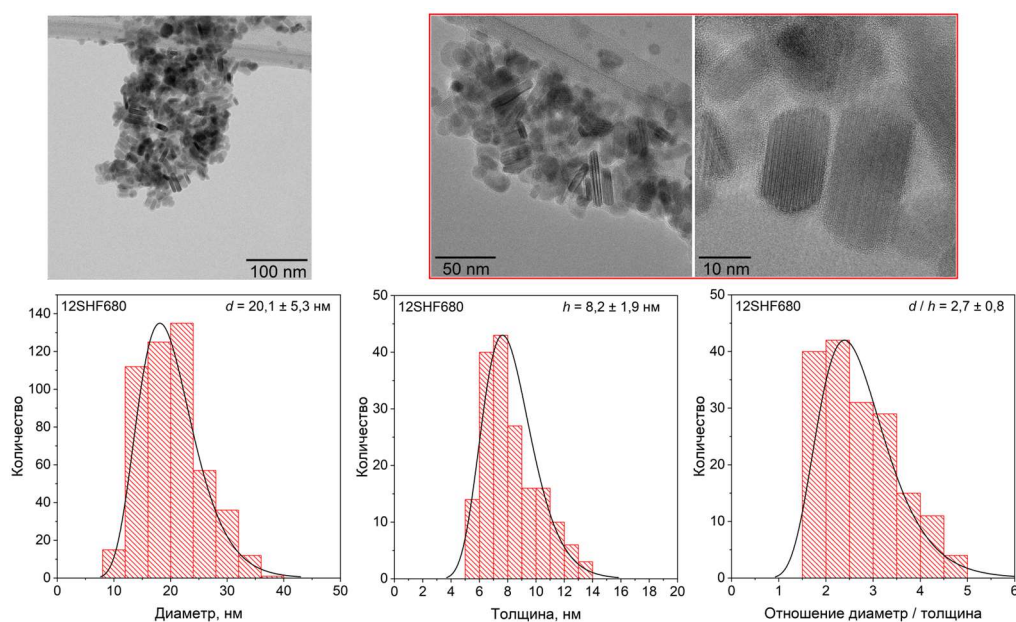 100 nm
50 nm
10 nm
12SHF680
d = 20,1 ± 5,3 нм
Количество
140
120
100
80
60
40
20
0
0 10 20 30 40 50
Диаметр, нм
12SHF680
h = 8,2 ± 1,9 нм
Количество
50
40
30
20
10
0
0 2 4 6 8 10 12 14 16 18 20
Толщина, нм
12SHF680
d / h = 2,7 ± 0,8
Количество
50
40
30
20
10
0
0 1 2 3 4 5 6
Отношение диаметр / толщина